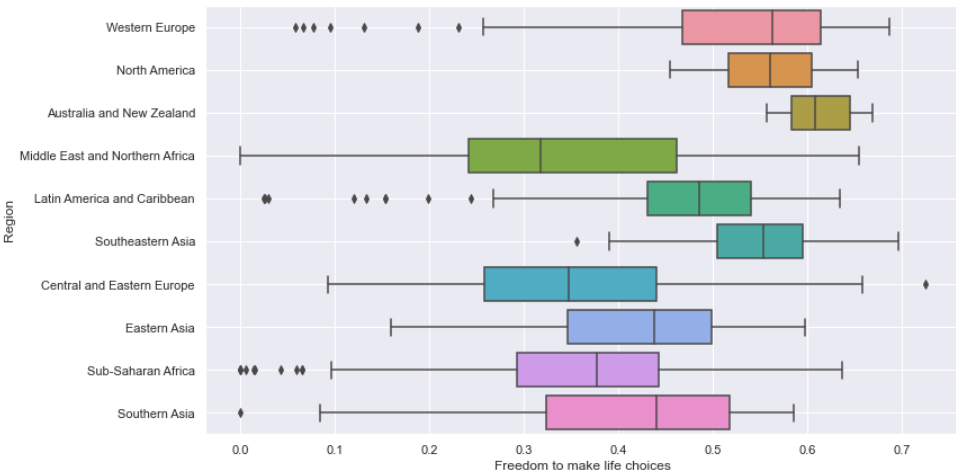 Western Europe
North America
Australia and New Zealand
Middle East and Northern Africa
Latin America and Caribbean
Southeastern Asia
Central and Eastern Europe
Eastern Asia
Sub-Saharan Africa
Southern Asia
Region
0.0 0.1 0.2 0.3 0.4 0.5 0.6 0.7
Freedom to make life choices